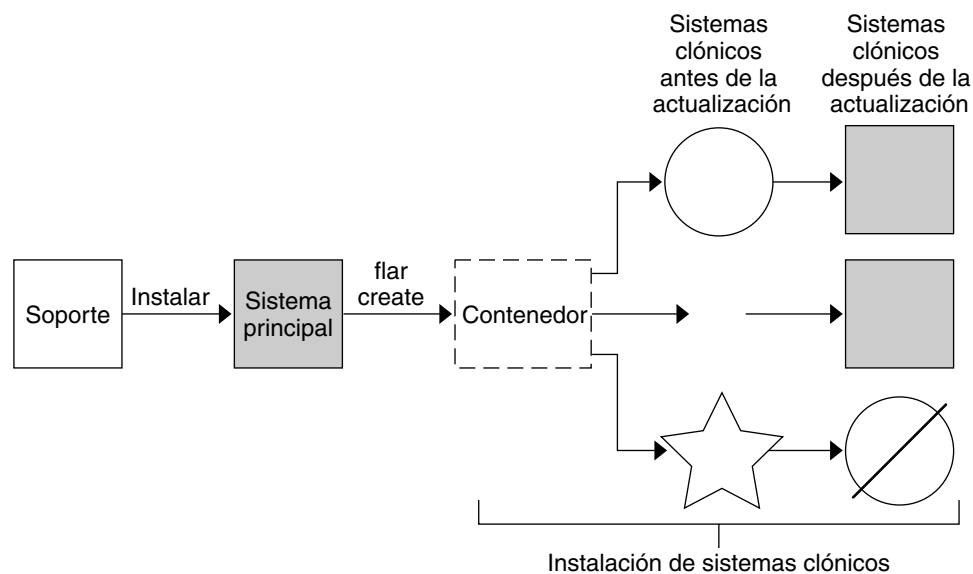 Sistemas
clónicos
antes de la
actualización
Sistemas
clónicos
después de la
actualización
Soporte
Instalar
Sistema
principal
flar
create
Contenedor
Instalación de sistemas clónicos